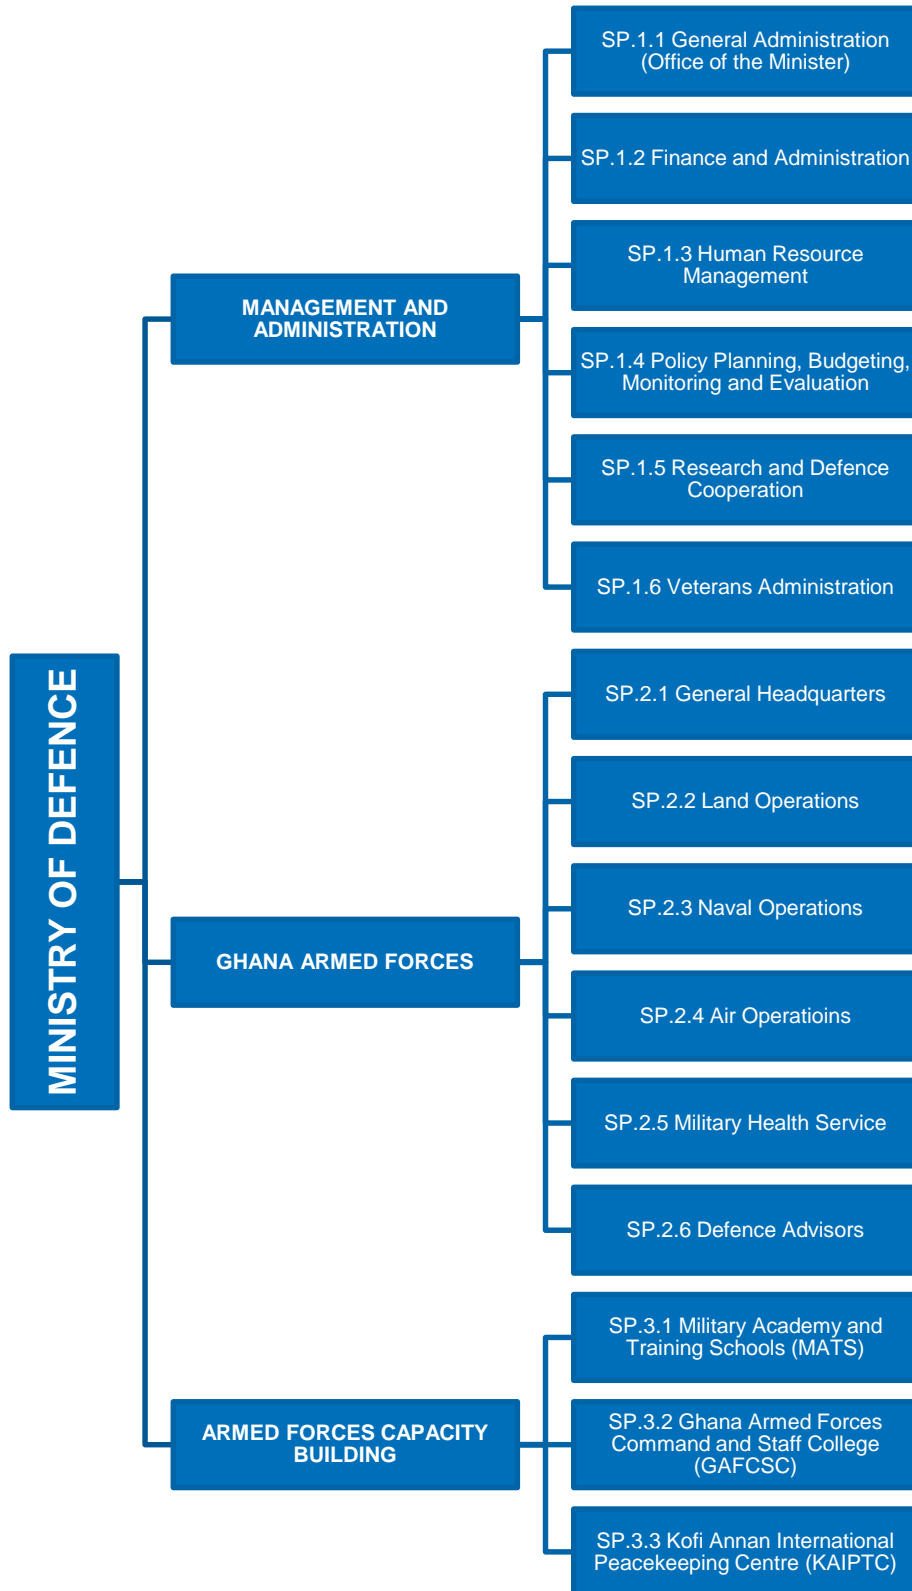 MINISTRY OF DEFENCE
MANAGEMENT AND
ADMINISTRATION
SP.1.1 General Administration
(Office of the Minister)
SP.1.2 Finance and Administration
SP.1.3 Human Resource
Management
SP.1.4 Policy Planning, Budgeting,
Monitoring and Evaluation
SP.1.5 Research and Defence
Cooperation
SP.1.6 Veterans Administration
GHANA ARMED FORCES
SP.2.1 General Headquarters
SP.2.2 Land Operations
SP.2.3 Naval Operations
SP.2.4 Air Operatioins
SP.2.5 Military Health Service
SP.2.6 Defence Advisors
ARMED FORCES CAPACITY
BUILDING
SP.3.1 Military Academy and
Training Schools (MATS)
SP.3.2 Ghana Armed Forces
Command and Staff College
(GAFCSC)
SP.3.3 Kofi Annan International
Peacekeeping Centre (KAIPTC)